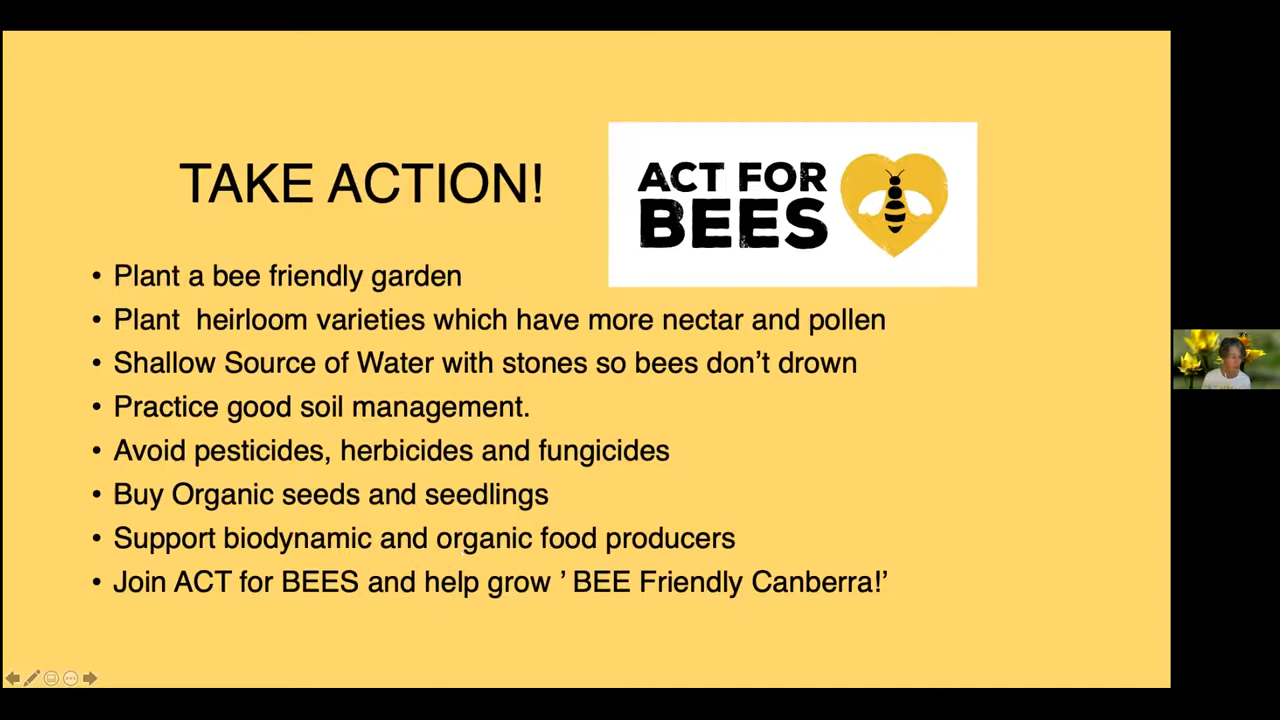 TAKE ACTION!
ACT FOR
BEES
• Plant a bee friendly garden
• Plant  heirloom varieties which have more nectar and pollen
• Shallow Source of Water with stones so bees don’t drown
• Practice good soil management.
• Avoid pesticides, herbicides and fungicides
• Buy Organic seeds and seedlings
• Support biodynamic and organic food producers
• Join ACT for BEES and help grow ’ BEE Friendly Canberra!’